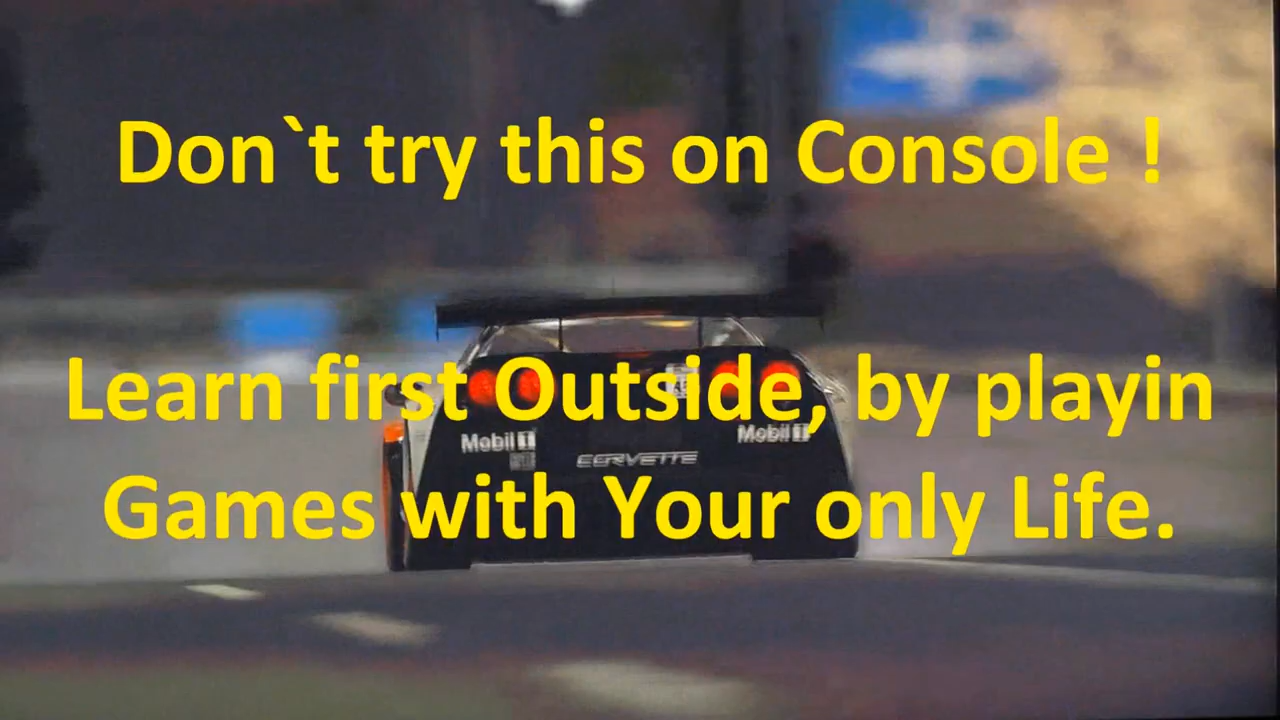 Don`t try this on Console !
Learn first Outside, by playin
Mobil 1 Mobil 1
CORVETTE
Games with Your only Life.